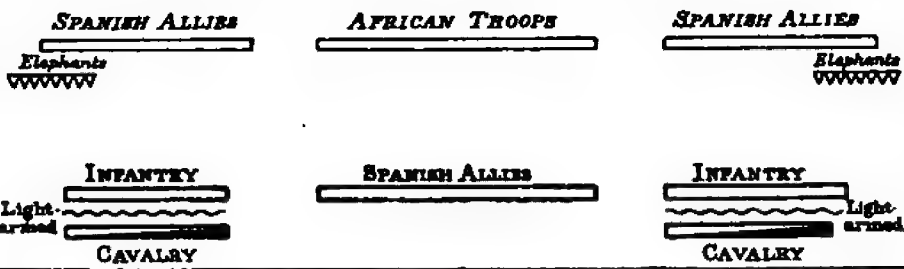 SPANISH ALLIES AFRICAN TROOPS SPANISH ALLIES
Elephants Elephants
INFANTRY SPANISH ALLIES INFANTRY
Light-armed Light-armed
CAVALRY CAVALRY